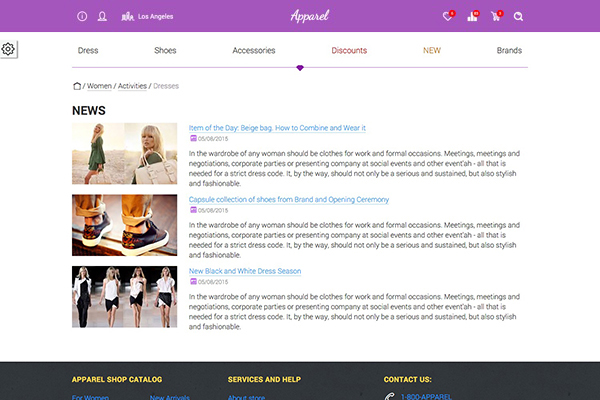 Los Angeles
Apparel
Dress Shoes Accessories Discounts NEW Brands
/ Women / Activities / Dresses
NEWS
Item of the Day: Beige bag. How to Combine and Wear it
05/08/2015
In the wardrobe of any woman should be clothes for work and formal occasions. Meetings, meetings and
negotiations, corporate parties or presenting company at social events and other event'ah - all that is
needed for a strict dress code. It, by the way, should not only be a serious and sustained, but also stylish
and fashionable.
Capsule collection of shoes from Brand and Opening Ceremony
05/08/2015
In the wardrobe of any woman should be clothes for work and formal occasions. Meetings, meetings and
negotiations, corporate parties or presenting company at social events and other event'ah - all that is
needed for a strict dress code. It, by the way, should not only be a serious and sustained, but also stylish
and fashionable.
New Black and White Dress Season
05/08/2015
In the wardrobe of any woman should be clothes for work and formal occasions. Meetings, meetings and
negotiations, corporate parties or presenting company at social events and other event'ah - all that is
needed for a strict dress code. It, by the way, should not only be a serious and sustained, but also stylish
and fashionable.
APPAREL SHOP CATALOG SERVICES AND HELP CONTACT US:
For Women New Arrivals About store 1-800-APPAREL